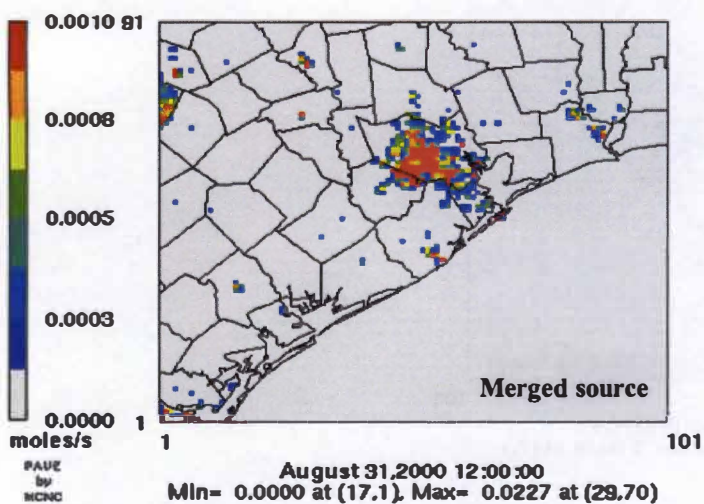 0.0010 91
0.0008
0.0005
0.0003
0.0000 1
moles/s 1 101
Merged source
PAVE
by
MCNC
August 31,2000 12:00:00
Min= 0.0000 at (17,1), Max= 0.0227 at (29,70)